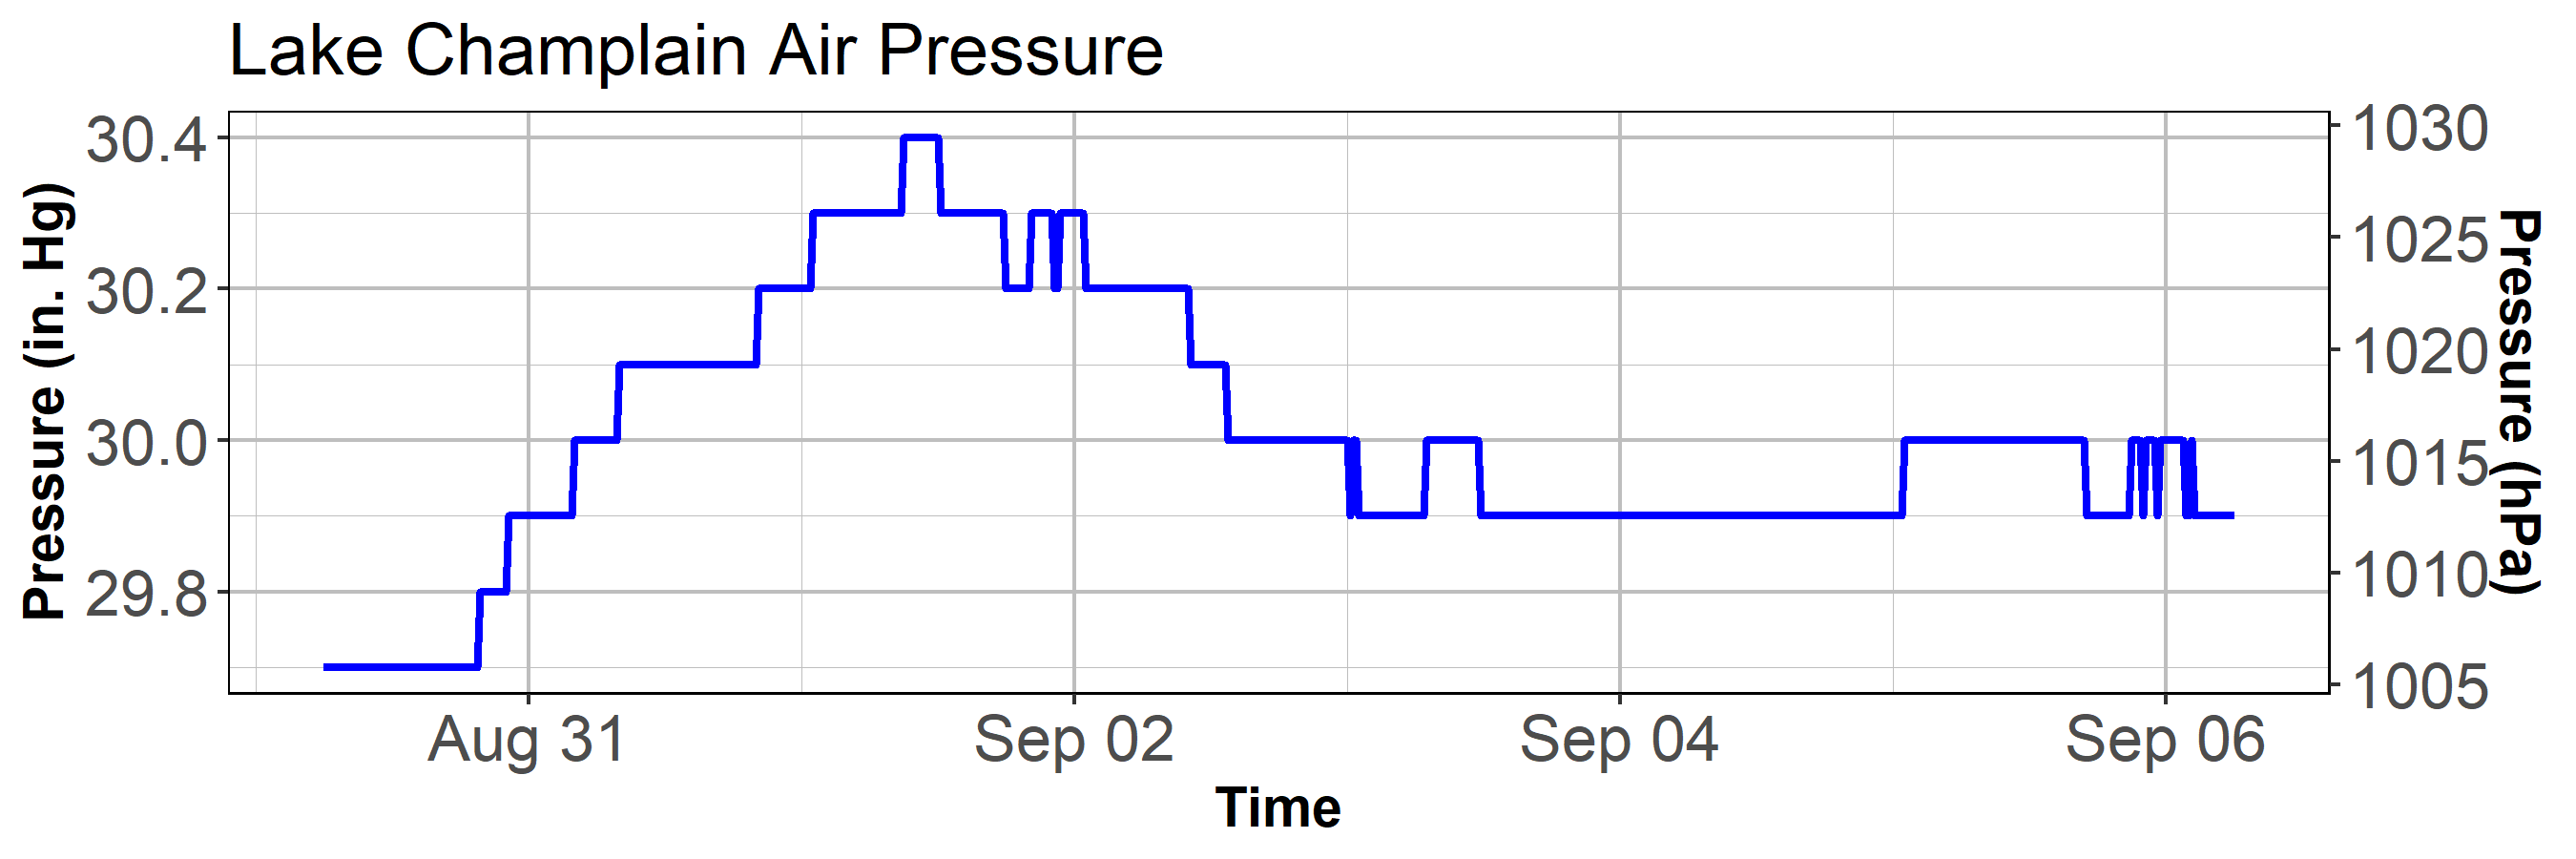 Lake Champlain Air Pressure
Pressure (in. Hg)
30.4
30.2
30.0
29.8
1030
1025
1020
1015
1010
1005
Pressure (hPa)
Aug 31
Sep 02
Sep 04
Sep 06
Time